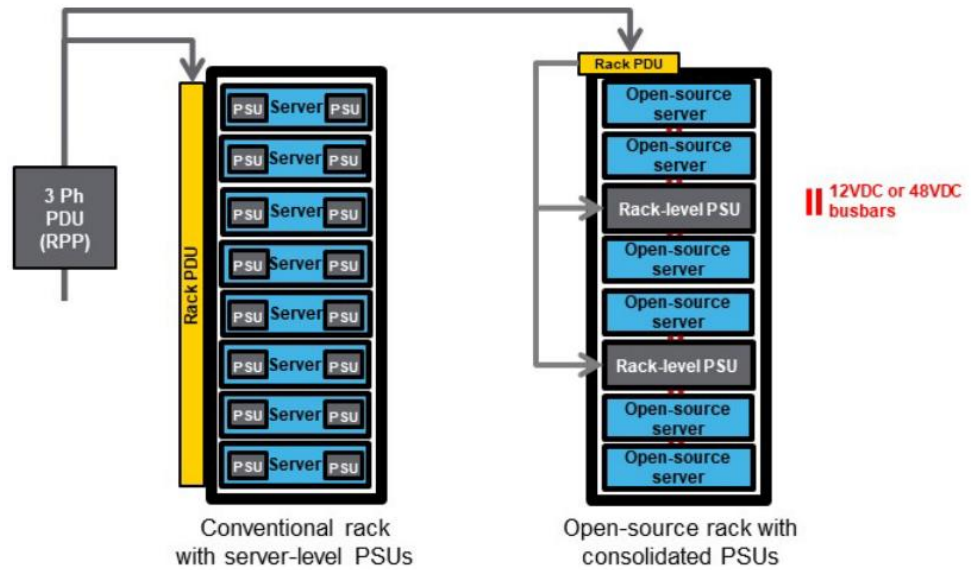 Rack PDU
Open-source
server
PSU Server PSU
Open-source
server
PSU Server PSU
3 Ph
PDU
(RPP)
Rack-level PSU
12VDC or 48VDC
busbars
PSU Server PSU
Rack PDU
Open-source
server
PSU Server PSU
Open-source
server
PSU Server PSU
Rack-level PSU
PSU Server PSU
Open-source
server
PSU Server PSU
Open-source
server
PSU Server PSU
Conventional rack
with server-level PSUs
Open-source rack with
consolidated PSUs